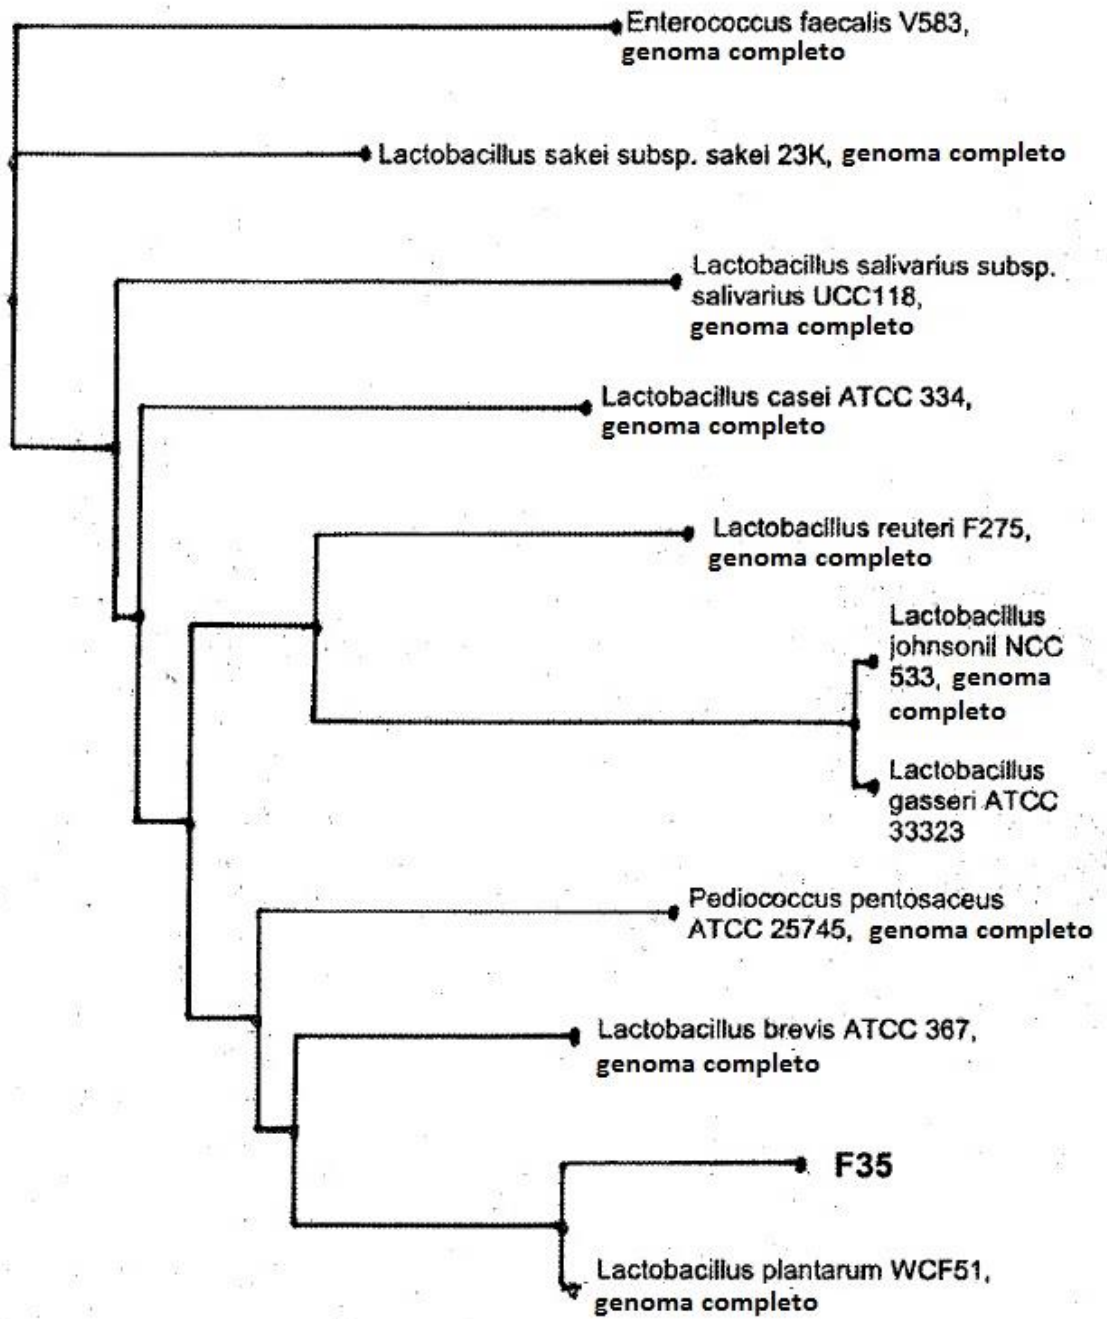 Enterococcus faecalis V583,
genoma completo
Lactobacillus sakei subsp. sakei 23K, genoma completo
Lactobacillus salivarius subsp.
salivarius UCC118,
genoma completo
Lactobacillus casei ATCC 334,
genoma completo
Lactobacillus reuteri F275,
genoma completo
Lactobacillus
johnsonil NCC
533, genoma
completo
Lactobacillus
gasseri ATCC
33323
Pediococcus pentosaceus
ATCC 25745, genoma completo
Lactobacillus brevis ATCC 367,
genoma completo
F35
Lactobacillus plantarum WCF51,
genoma completo